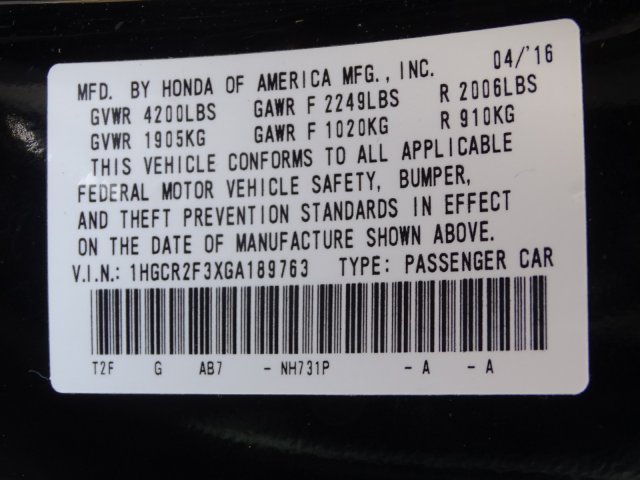 MFD. BY HONDA OF AMERICA MFG., INC. 04/'16
GVWR 4200LBS GAWR F 2249LBS R 2006LBS
GVWR 1905KG GAWR F 1020KG R 910KG
THIS VEHICLE CONFORMS TO ALL APPLICABLE
FEDERAL MOTOR VEHICLE SAFETY, BUMPER,
AND THEFT PREVENTION STANDARDS IN EFFECT
ON THE DATE OF MANUFACTURE SHOWN ABOVE.
V.I.N.: 1HGCR2F3XGA189763 TYPE: PASSENGER CAR
T2F G AB7 - NH731P - A - A